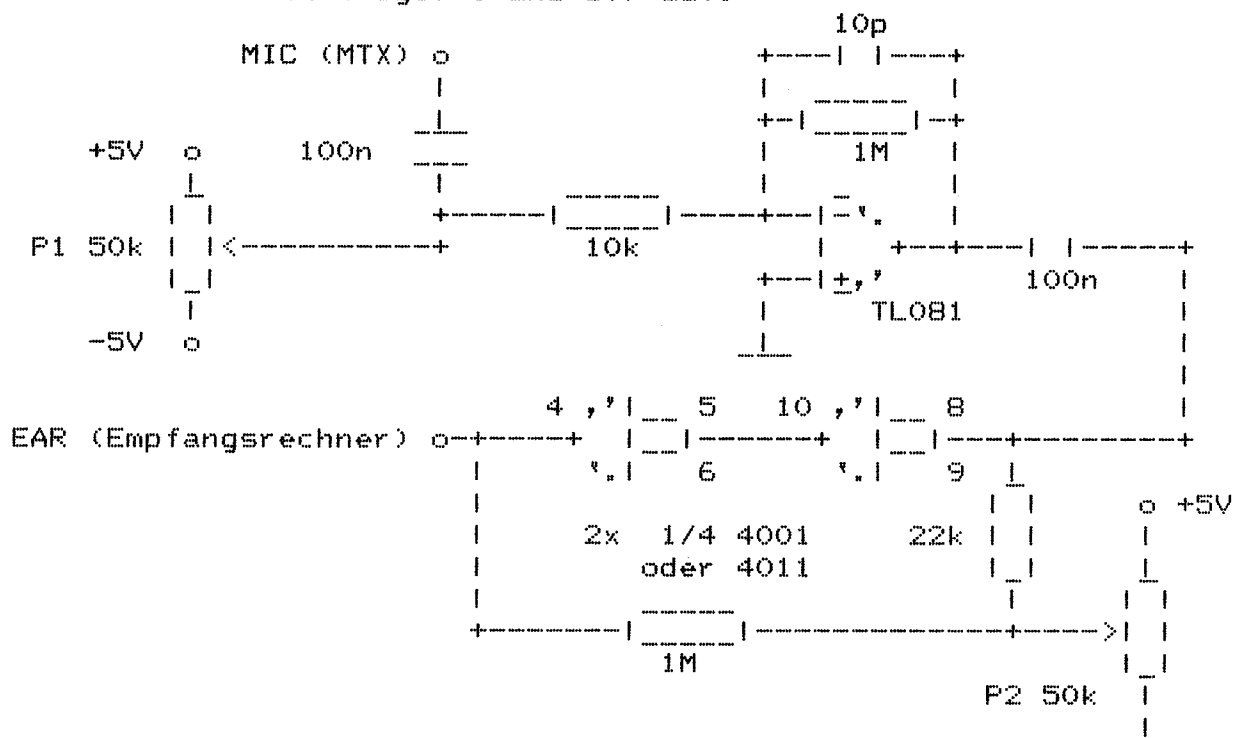 10p
MIC (MTX)
+5V 100n 1M
P1 50k 10k 100n
TL081
-5V
4 5 10 8
EAR (Empfangsrechner)
6 9
+5V
2x 1/4 4001 22k
oder 4011
1M
P2 50k